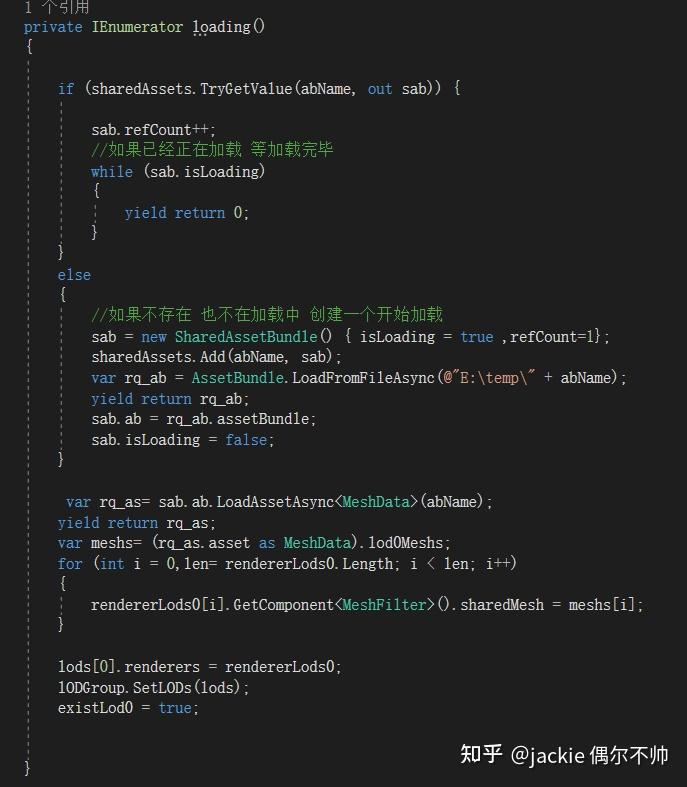 1 个引用
private IEnumerator loading()
{
if (sharedAssets.TryGetValue(abName, out sab)) {
sab.refCount++;
//如果已经正在加载 等加载完毕
while (sab.isLoading)
{
yield return 0;
}
}
else
{
//如果不存在 也不在加载中 创建一个开始加载
sab = new SharedAssetBundle() { isLoading = true ,refCount=1};
sharedAssets.Add(abName, sab);
var rq_ab = AssetBundle.LoadFromFileAsync(@"E:\temp\" + abName);
yield return rq_ab;
sab.ab = rq_ab.assetBundle;
sab.isLoading = false;
}
var rq_as= sab.ab.LoadAssetAsync<MeshData>(abName);
yield return rq_as;
var meshs= (rq_as.asset as MeshData).lod0Meshs;
for (int i = 0,len= rendererLods0.Length; i < len; i++)
{
rendererLods0[i].GetComponent<MeshFilter>().sharedMesh = meshs[i];
}
lods[0].renderers = rendererLods0;
lODGroup.SetLODs(lods);
existLod0 = true;
}
知乎 @jackie 偶尔不帅